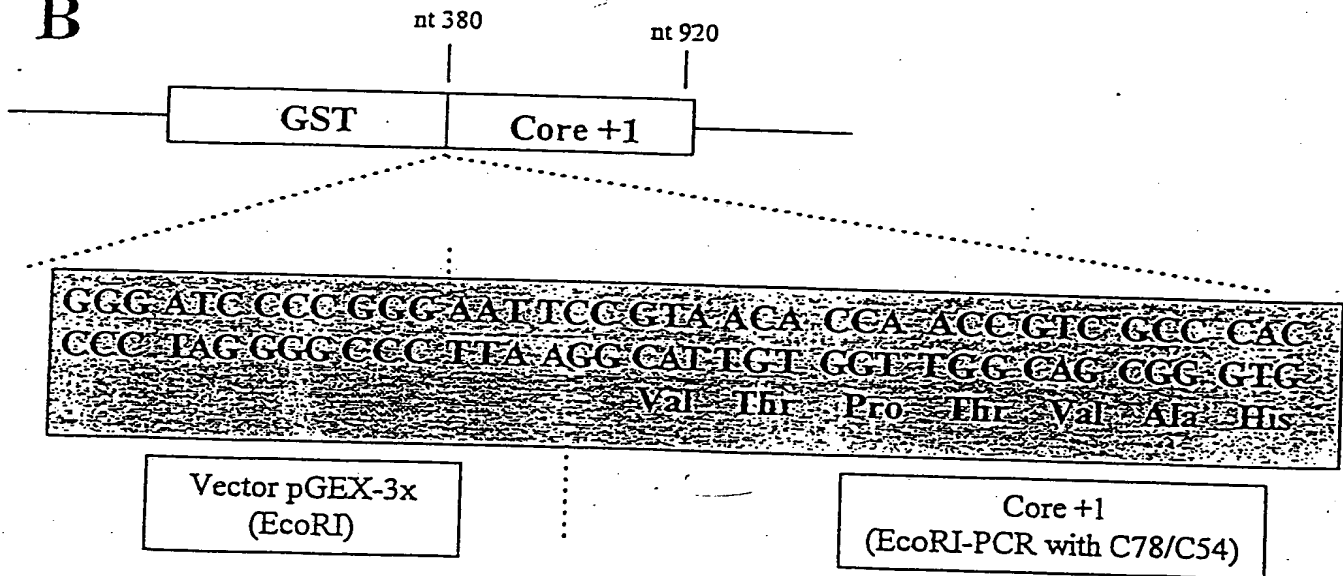 B
nt 380
nt 920
GST
Core +1
GGG ATC CCC GGG AAT TCC GTA ACA CCA ACC GTC GCC CAC
CCC TAG GGG CCC TTA AGG CAT TGT GGT TGG CAG CGG GTG
Val Thr Pro Thr Val Ala His
Vector pGEX-3x
(EcoRI)
Core +1
(EcoRI-PCR with C78/C54)